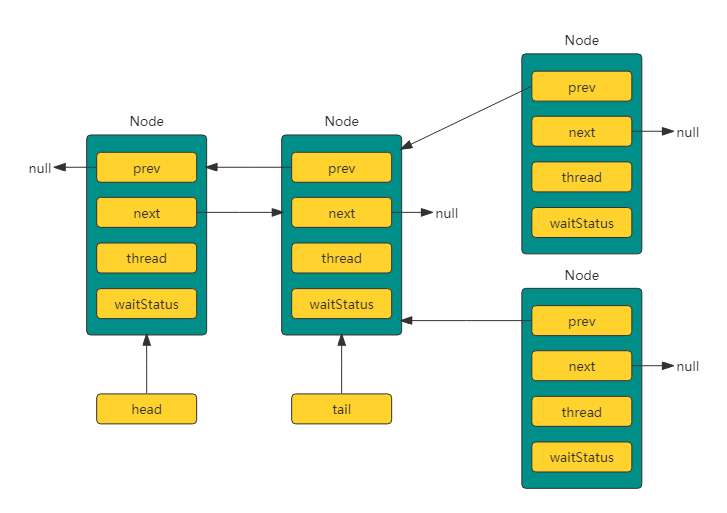 Node
null
prev
next
thread
waitStatus
head
Node
prev
next
null
thread
waitStatus
tail
Node
prev
next
null
thread
waitStatus
Node
prev
next
null
thread
waitStatus